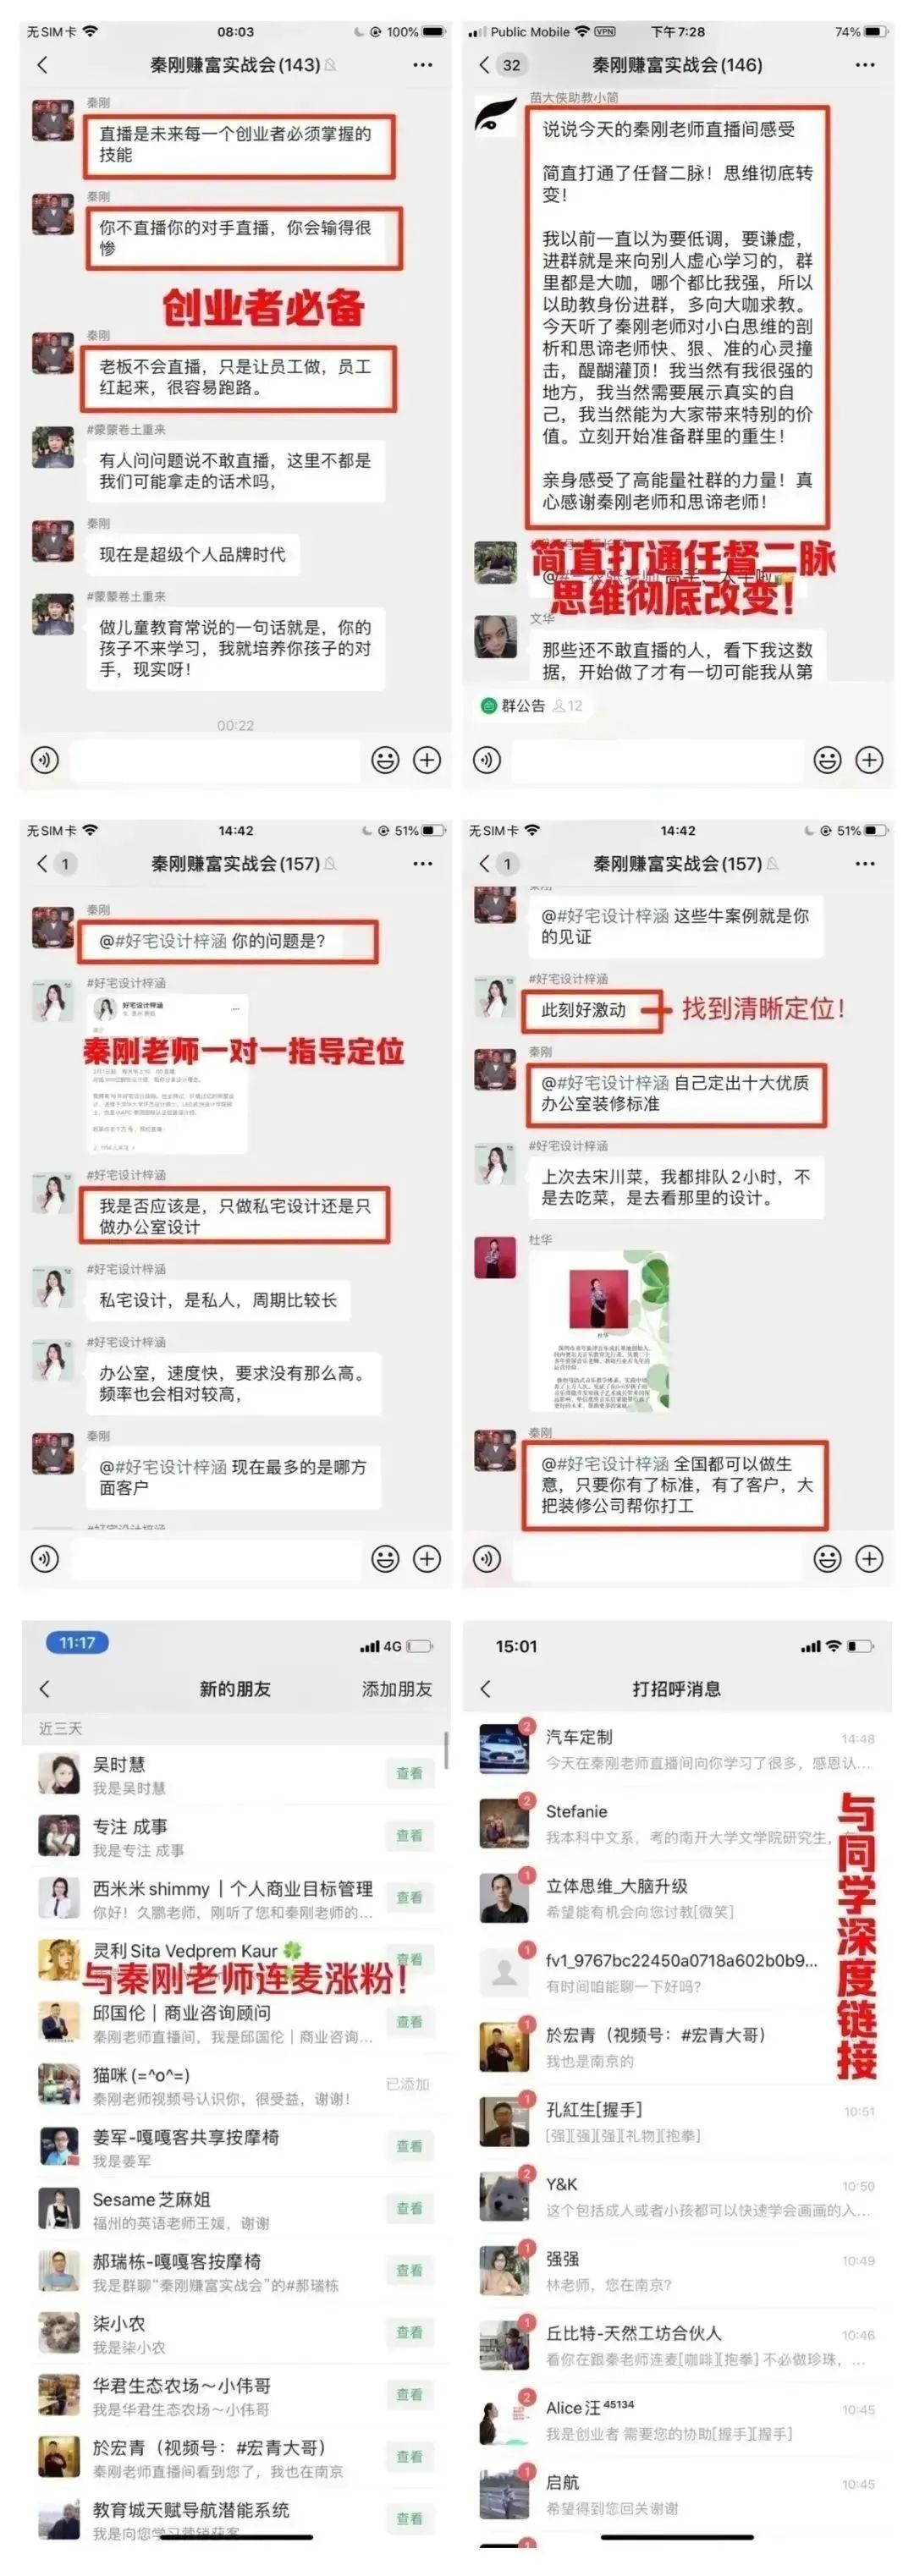 无SIM卡 08:03 100%
秦刚赚富实战会(143)
秦刚
直播是未来每一个创业者必须掌握的
技能
秦刚
你不直播你的对手直播，你会输得很
惨
创业者必备
秦刚
老板不会直播，只是让员工做，员工
红起来，很容易跑路。
#蒙蒙卷土重来
有人问问题说不敢直播，这里不都是
我们可能拿走的话术吗，
秦刚
现在是超级个人品牌时代
#蒙蒙卷土重来
做儿童教育常说的一句话就是，你的
孩子不来学习，我就培养你孩子的对
手，现实呀！
00:22
Public Mobile VPN 下午7:28 74%
32 秦刚赚富实战会(146)
苗大侠助教小简
说说今天的秦刚老师直播间感受
简直打通了任督二脉！思维彻底转
变！
我以前一直以为要低调，要谦虚，
进群就是来向别人虚心学习的，群
里都是大咖，哪个都比我强，所以
以助教身份进群，多向大咖求教。
今天听了秦刚老师对小白思维的剖
析和思谛老师快、狠、准的心灵撞
击，醍醐灌顶！我当然有我很强的
地方，我当然需要展示真实的自
己，我当然能为大家带来特别的价
值。立刻开始准备群里的重生！
亲身感受了高能量社群的力量！真
心感谢秦刚老师和思谛老师！
简直打通任督二脉
思维彻底改变！
文华
那些还不敢直播的人，看下我这数
据，开始做了才有一切可能我从第
群公告 12
无SIM卡 14:42 51%
1 秦刚赚富实战会(157)
秦刚
@#好宅设计梓涵 你的问题是？
#好宅设计梓涵
好宅设计梓涵
秦刚老师一对一指导定位
#好宅设计梓涵
我是否应该是，只做私宅设计还是只
做办公室设计
#好宅设计梓涵
私宅设计，是私人，周期比较长
#好宅设计梓涵
办公室，速度快，要求没有那么高。
频率也会相对较高，
秦刚
@#好宅设计梓涵 现在最多的是哪方
面客户
#好宅设计梓涵
无SIM卡 14:42 51%
1 秦刚赚富实战会(157)
秦刚
@#好宅设计梓涵 这些牛案例就是你
的见证
#好宅设计梓涵
此刻好激动
找到清晰定位！
秦刚
@#好宅设计梓涵 自己定出十大优质
办公室装修标准
#好宅设计梓涵
上次去宋川菜，我都排队2小时，不
是去吃菜，是去看那里的设计。
杜华
秦刚
@#好宅设计梓涵 全国都可以做生
意，只要你有了标准，有了客户，大
把装修公司帮你打工
11:17 4G
新的朋友 添加朋友
近三天
吴时慧
我是吴时慧
查看
专注 成事
我是专注 成事
查看
西米米shimmy｜个人商业目标管理
你好！久鹏老师，刚听了您和秦刚老师的...
查看
灵利Sita Vedprem Kaur🍀
查看
与秦刚老师连麦涨粉！
邱国伦｜商业咨询顾问
秦刚老师直播间，我是邱国伦｜商业咨询...
查看
猫咪(=^o^=)
秦刚老师视频号认识你，很受益，谢谢！
已添加
姜军-嘎嘎客共享按摩椅
我是姜军
查看
Sesame芝麻姐
福州的英语老师王媛，谢谢
查看
郝瑞栋-嘎嘎客按摩椅
我是群聊“秦刚赚富实战会”的#郝瑞栋
查看
柒小农
我是柒小农
查看
华君生态农场～小伟哥
我是华君生态农场～小伟哥
查看
於宏青（视频号：#宏青大哥）
秦刚老师直播间看到您了，我也在南京
查看
教育城天赋导航潜能系统
我是向您学习营销获客
查看
15:01
打招呼消息
2
汽车定制 14:48
今天在秦刚老师直播间向你学习了很多，感恩认...
2
Stefanie
我本科中文系，考的南开大学文学院研究生，
1
立体思维_大脑升级
希望能有机会向您讨教[微笑]
1
fv1_9767bc22450a0718a602b0b9...
有时间咱能聊一下好吗？
1
於宏青（视频号：#宏青大哥）
我也是南京的
与同学深度链接
1
孔紅生[握手] 10:51
[强][强][强][礼物][抱拳]
2
Y&K 10:50
这个包括成人或者小孩都可以快速学会画画的入...
1
强强 10:49
林老师，您在南京？
1
丘比特-天然工坊合伙人 10:46
看你在跟秦老师连麦[咖啡][抱拳] 不必做珍珠，...
2
Alice汪⁴⁵¹³⁴ 10:45
我是创业者 需要您的协助[握手][握手]
1
启航 10:45
希望得到您回关谢谢
1